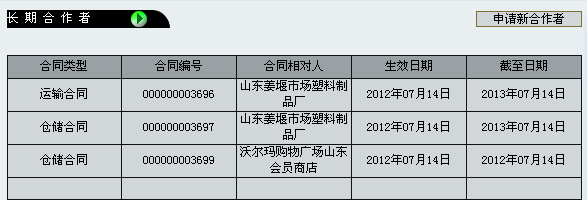 长期合作者
申请新合作者
合同类型 合同编号 合同相对人 生效日期 截至日期
运输合同 000000003696 山东姜堰市场塑料制品厂 2012年07月14日 2013年07月14日
仓储合同 000000003697 山东姜堰市场塑料制品厂 2012年07月14日 2013年07月14日
仓储合同 000000003699 沃尔玛购物广场山东会员商店 2012年07月14日 2012年07月14日